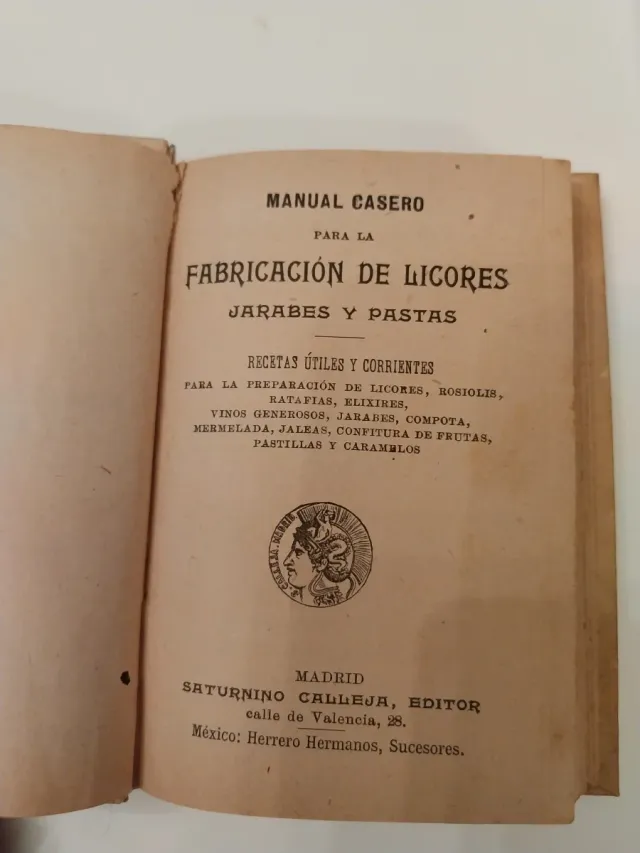 MANUAL CASERO
PARA LA
FABRICACIÓN DE LICORES
JARABES Y PASTAS
RECETAS ÚTILES Y CORRIENTES
PARA LA PREPARACIÓN DE LICORES, ROSIOLIS,
RATAFIAS, ELIXIRES,
VINOS GENEROSOS, JARABES, COMPOTA,
MERMELADA, JALEAS, CONFITURA DE FRUTAS,
PASTILLAS Y CARAMELOS
CALLEJA. MADRID
MADRID
SATURNINO CALLEJA, EDITOR
calle de Valencia, 28.
México: Herrero Hermanos, Sucesores.